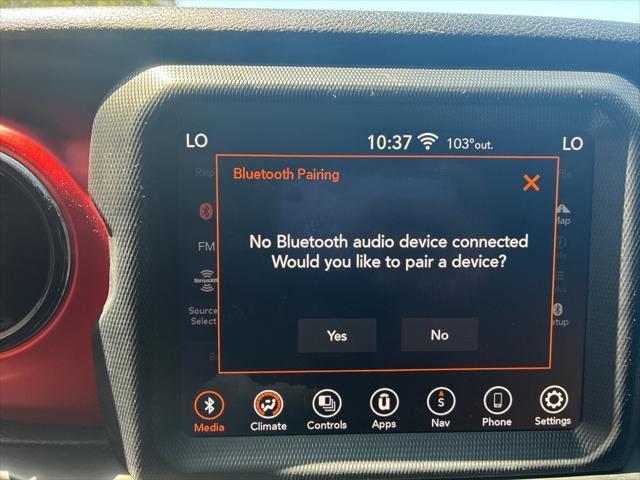 LO 10:37 103°out. LO
Bluetooth Pairing
No Bluetooth audio device connected
Would you like to pair a device?
Yes No
FM
SiriusXM
Source
Select
Map
Media Climate Controls Apps Nav Phone Settings
S